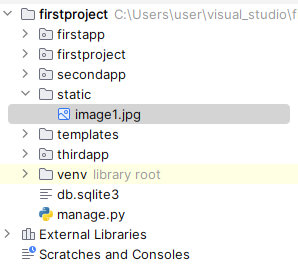 firstproject C:\Users\user\visual_studio\f
firstapp
firstproject
secondapp
static
image1.jpg
templates
thirdapp
venv library root
db.sqlite3
manage.py
External Libraries
Scratches and Consoles